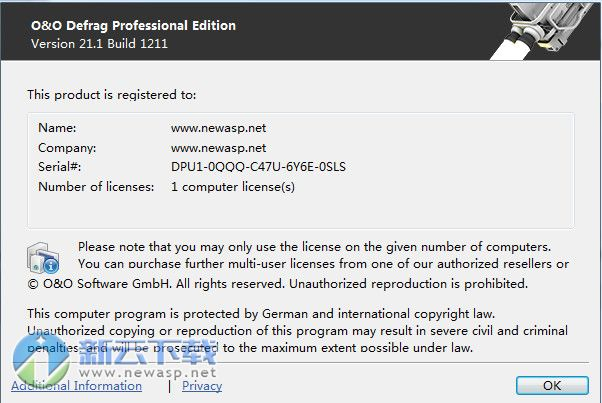 O&O Defrag Professional Edition
Version 21.1 Build 1211
This product is registered to:
Name: www.newasp.net
Company: www.newasp.net
Serial#: DPU1-0QQQ-C47U-6Y6E-0SLS
Number of licenses: 1 computer license(s)
Please note that you may only use the license on the given number of computers.
You can purchase further multi-user licenses from one of our authorized resellers or
© O&O Software GmbH. All rights reserved. Unauthorized reproduction is prohibited.
This computer program is protected by German and international copyright law.
Unauthorized copying or reproduction of this program may result in severe civil and criminal
penalties, and will be prosecuted to the maximum extent possible under law.
新云下载
www.newasp.net
Additional Information | Privacy
OK